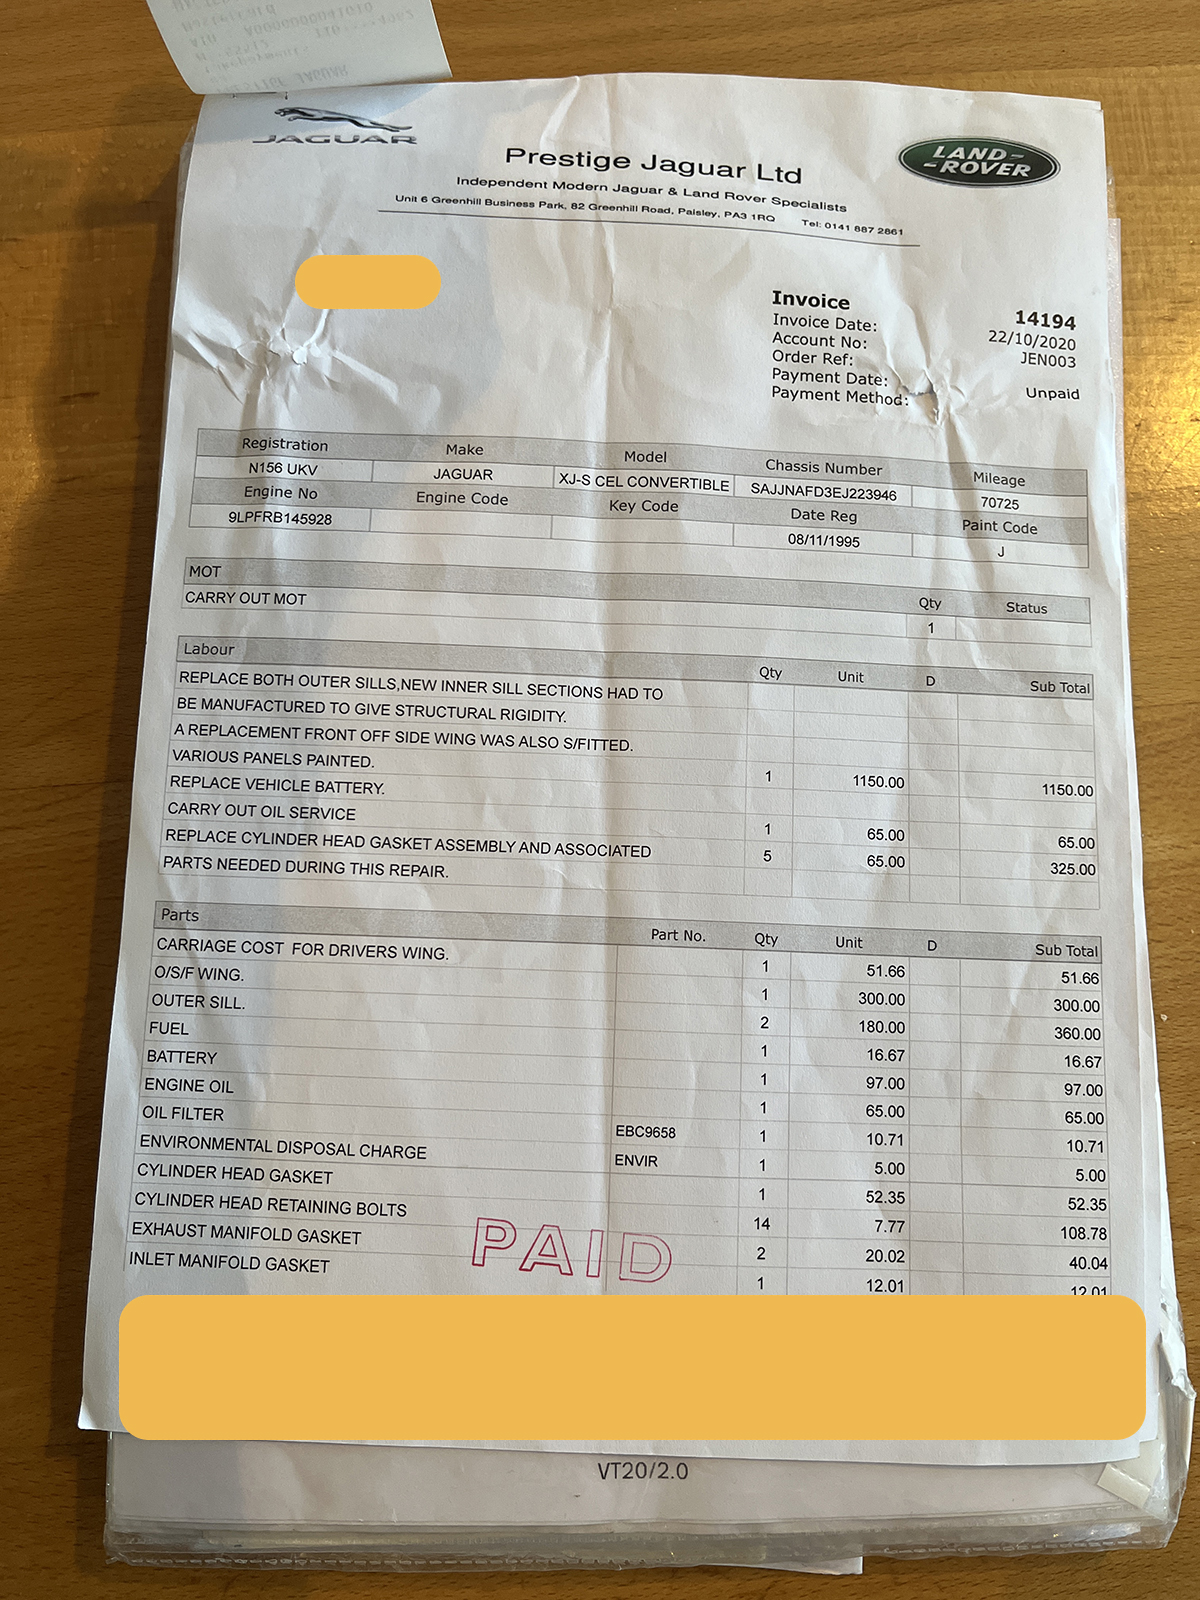 JAGUAR
LAND-
-ROVER
Prestige Jaguar Ltd
Independent Modern Jaguar & Land Rover Specialists
Unit 6 Greenhill Business Park, 82 Greenhill Road, Paisley, PA3 1RQ Tel: 0141 887 2861
Invoice 14194
Invoice Date: 22/10/2020
Account No: JEN003
Order Ref:
Payment Date: Unpaid
Payment Method:
Registration Make Model Chassis Number Mileage
N156 UKV JAGUAR XJ-S CEL CONVERTIBLE SAJJNAFD3EJ223946 70725
Engine No Engine Code Key Code Date Reg Paint Code
9LPFRB145928 08/11/1995 J
MOT Qty Status
CARRY OUT MOT 1
Labour Qty Unit D Sub Total
REPLACE BOTH OUTER SILLS,NEW INNER SILL SECTIONS HAD TO
BE MANUFACTURED TO GIVE STRUCTURAL RIGIDITY.
A REPLACEMENT FRONT OFF SIDE WING WAS ALSO S/FITTED.
VARIOUS PANELS PAINTED. 1 1150.00 1150.00
REPLACE VEHICLE BATTERY.
CARRY OUT OIL SERVICE 1 65.00 65.00
REPLACE CYLINDER HEAD GASKET ASSEMBLY AND ASSOCIATED 5 65.00 325.00
PARTS NEEDED DURING THIS REPAIR.
Parts Part No. Qty Unit D Sub Total
CARRIAGE COST FOR DRIVERS WING. 1 51.66 51.66
O/S/F WING. 1 300.00 300.00
OUTER SILL. 2 180.00 360.00
FUEL 1 16.67 16.67
BATTERY 1 97.00 97.00
ENGINE OIL 1 65.00 65.00
OIL FILTER EBC9658 1 10.71 10.71
ENVIRONMENTAL DISPOSAL CHARGE ENVIR 1 5.00 5.00
CYLINDER HEAD GASKET 1 52.35 52.35
CYLINDER HEAD RETAINING BOLTS 14 7.77 108.78
EXHAUST MANIFOLD GASKET 2 20.02 40.04
INLET MANIFOLD GASKET 1 12.01 12.01
PAID
VT20/2.0